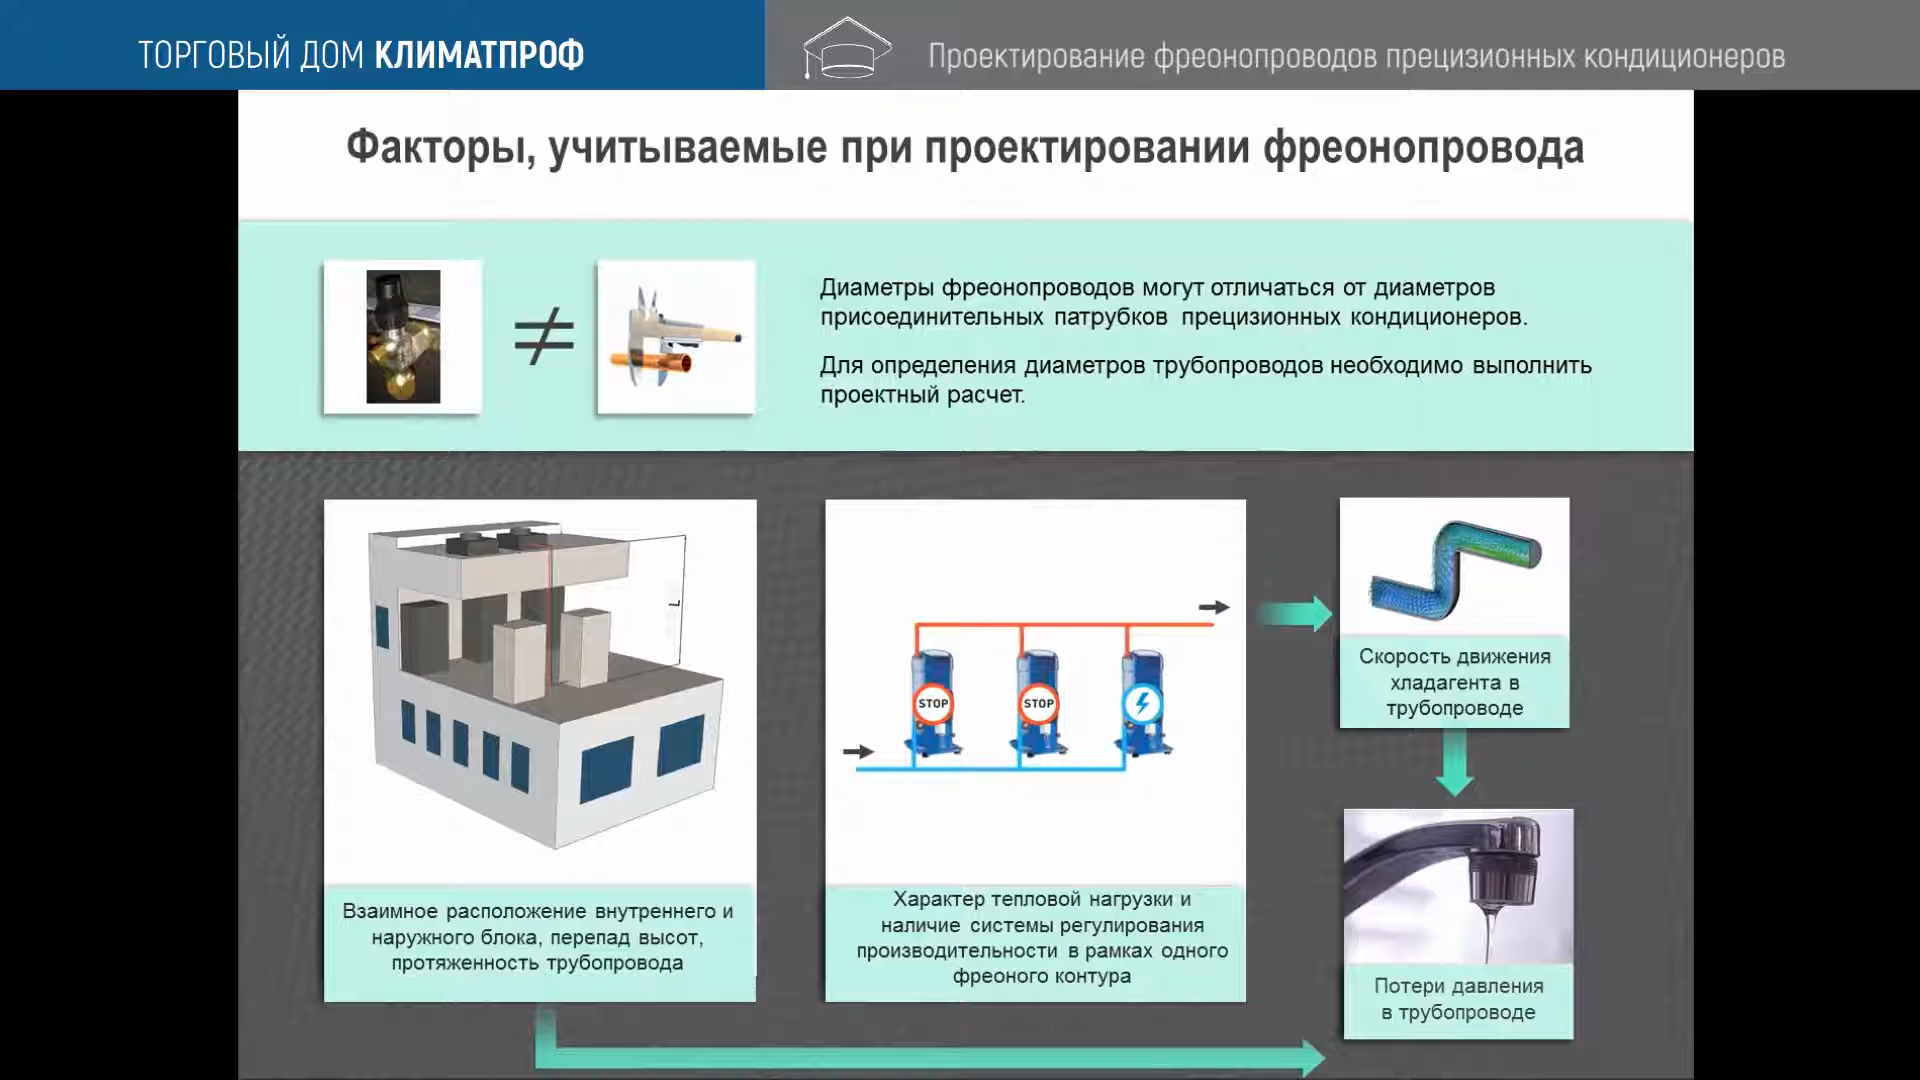 ТОРГОВЫЙ ДОМ КЛИМАТПРОФ
Проектирование фреонопроводов прецизионных кондиционеров
Факторы, учитываемые при проектировании фреонопровода
≠
Диаметры фреонопроводов могут отличаться от диаметров
присоединительных патрубков прецизионных кондиционеров.
Для определения диаметров трубопроводов необходимо выполнить
проектный расчет.
L
STOP
STOP
Взаимное расположение внутреннего и
наружного блока, перепад высот,
протяженность трубопровода
Характер тепловой нагрузки и
наличие системы регулирования
производительности в рамках одного
фреоного контура
Скорость движения
хладагента в
трубопроводе
Потери давления
в трубопроводе